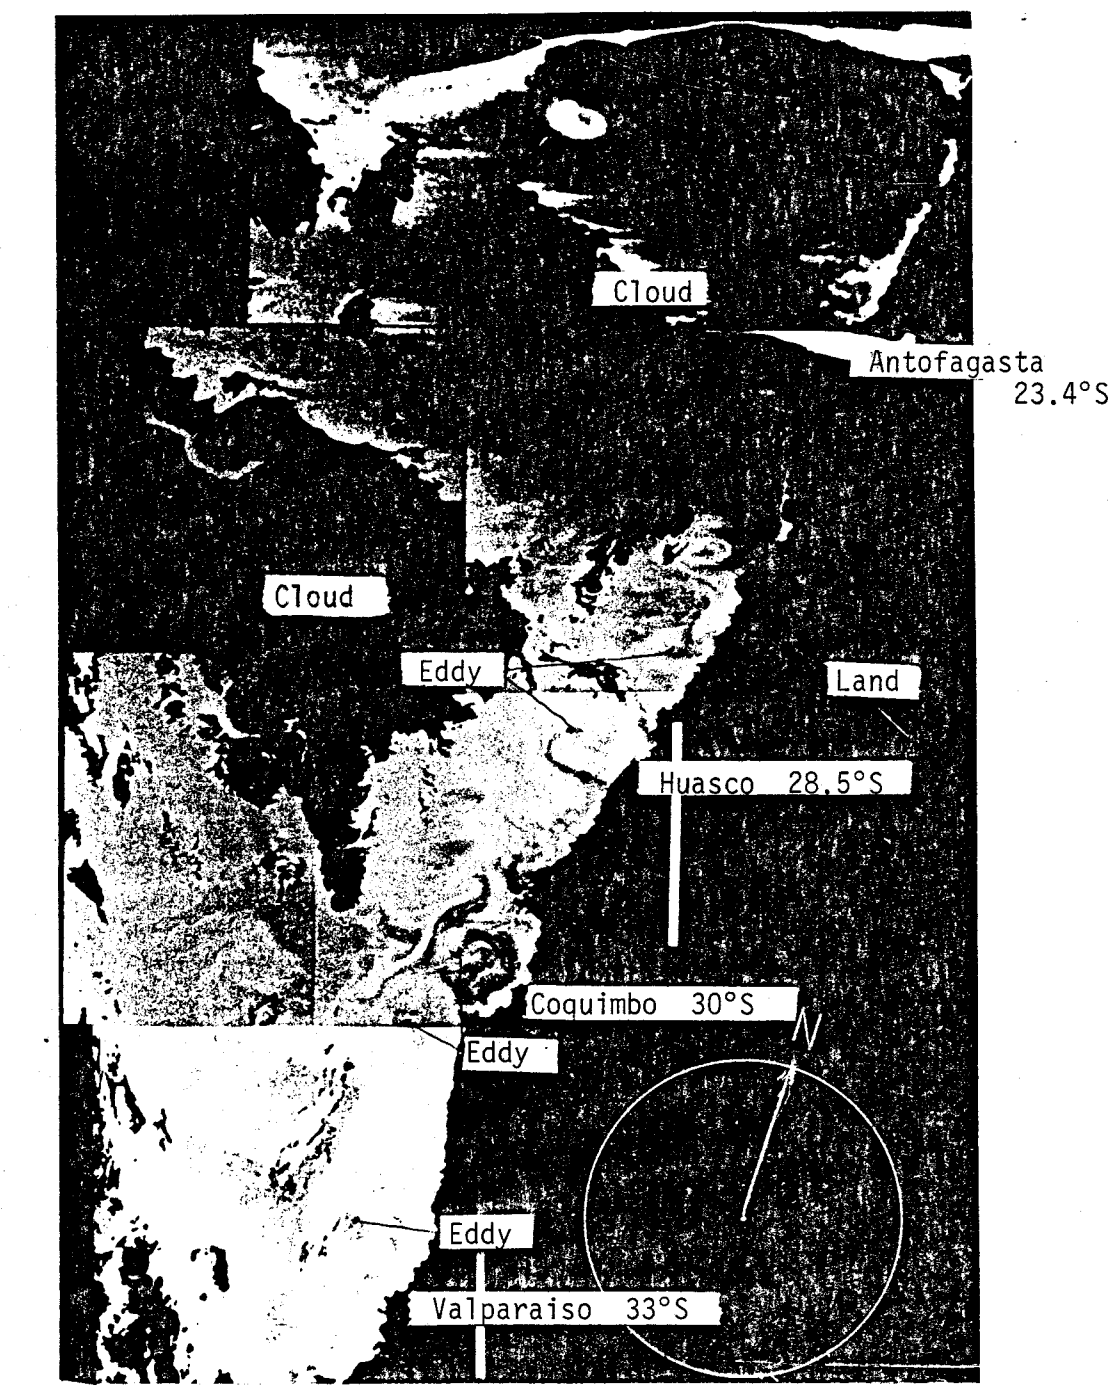 Cloud
Antofagasta
23.4°S
Cloud
Eddy
Land
Huasco 28.5°S
Coquimbo 30°S
N
Eddy
Eddy
Valparaiso 33°S